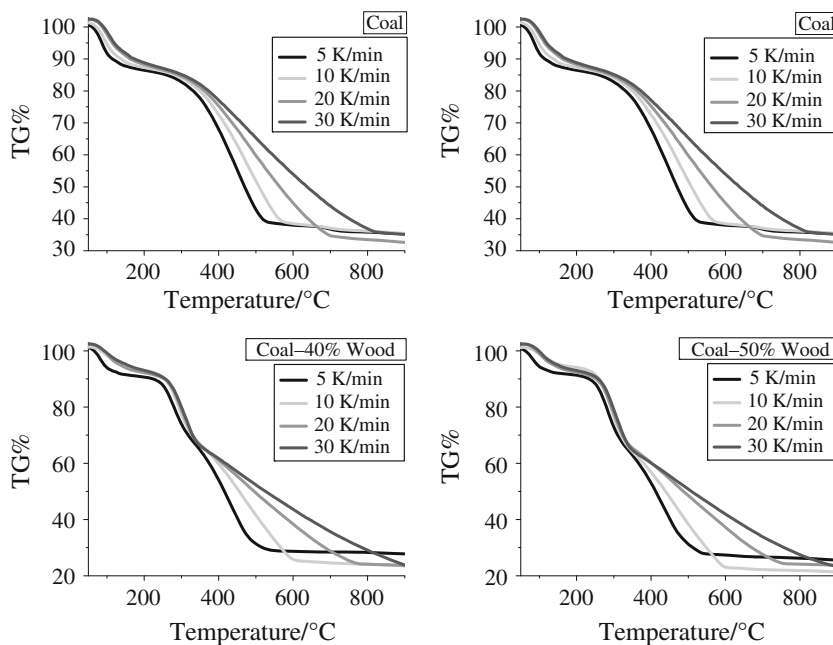 Coal
5 K/min
10 K/min
20 K/min
30 K/min
100
90
80
70
60
50
40
30
TG%
200 400 600 800
Temperature/°C
Coal
5 K/min
10 K/min
20 K/min
30 K/min
100
90
80
70
60
50
40
30
TG%
200 400 600 800
Temperature/°C
Coal–40% Wood
5 K/min
10 K/min
20 K/min
30 K/min
100
80
60
40
20
TG%
200 400 600 800
Temperature/°C
Coal–50% Wood
5 K/min
10 K/min
20 K/min
30 K/min
100
80
60
40
20
TG%
200 400 600 800
Temperature/°C